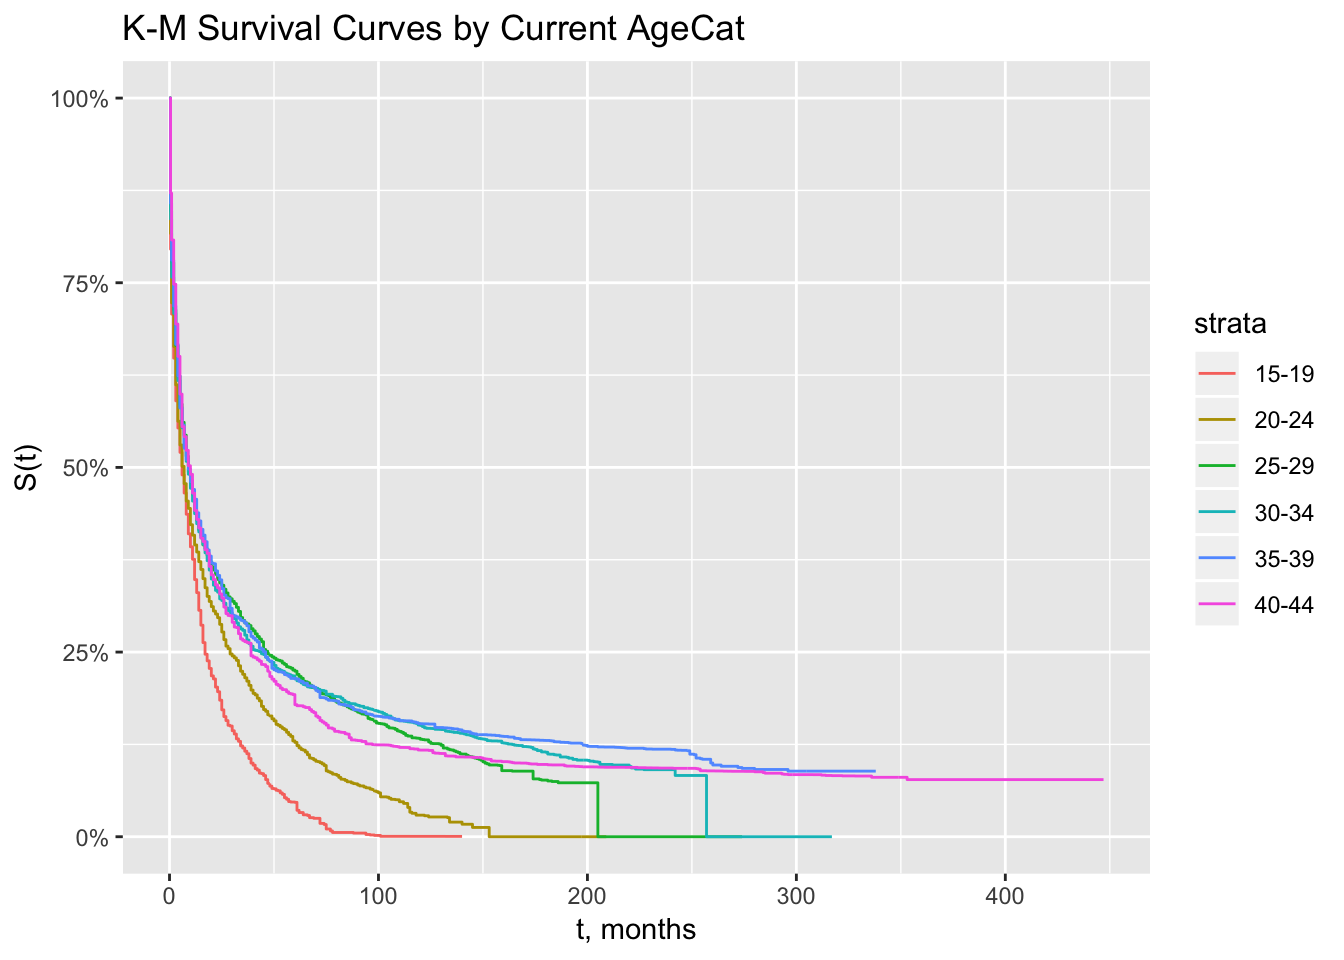 K-M Survival Curves by Current AgeCat
100%
75%
50%
25%
0%
S(t)
0 100 200 300 400
t, months
strata
15-19
20-24
25-29
30-34
35-39
40-44